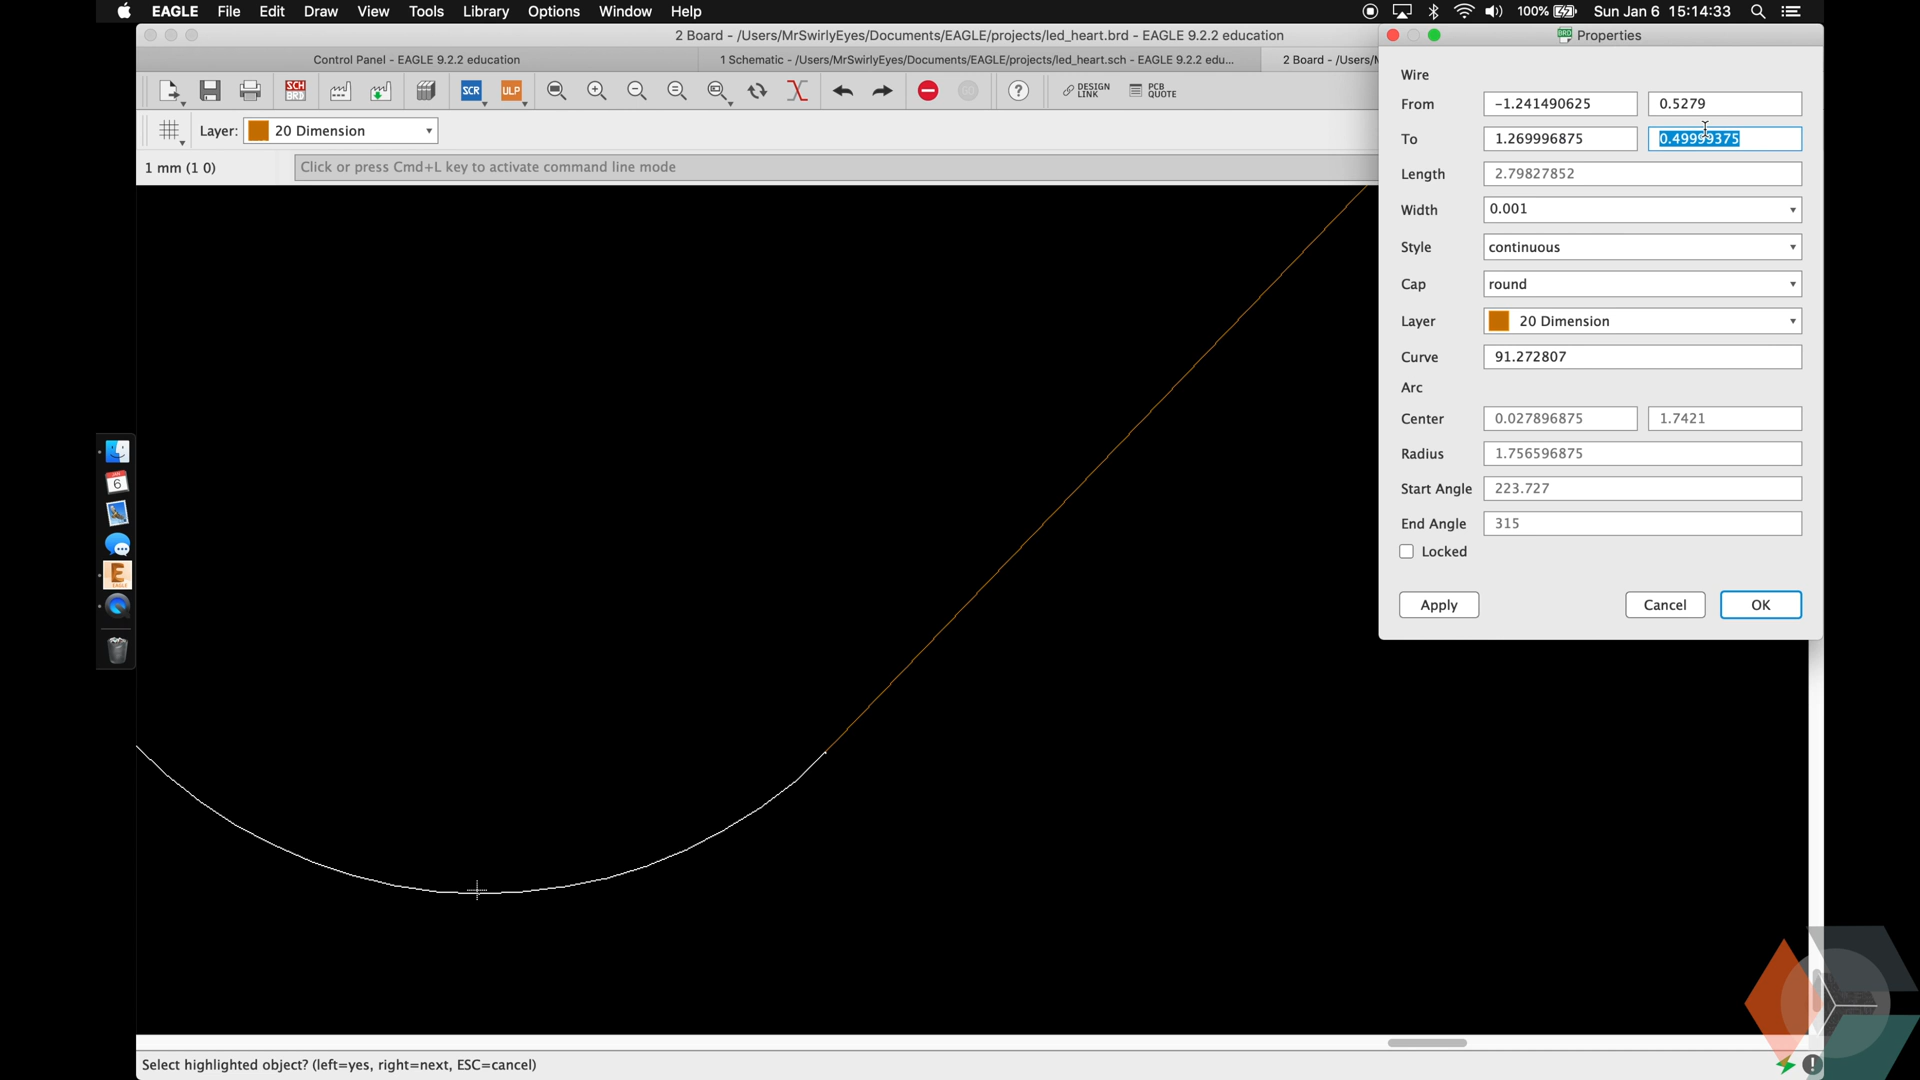 EAGLE File Edit Draw View Tools Library Options Window Help 100% Sun Jan 6 15:14:33
2 Board - /Users/MrSwirlyEyes/Documents/EAGLE/projects/led_heart.brd - EAGLE 9.2.2 education
Control Panel - EAGLE 9.2.2 education 1 Schematic - /Users/MrSwirlyEyes/Documents/EAGLE/projects/led_heart.sch - EAGLE 9.2.2 edu... 2 Board - /Users/M
SCH BRD SCR ULP ? DESIGN LINK PCB QUOTE
Layer: 20 Dimension
1 mm (1 0) Click or press Cmd+L key to activate command line mode
Properties
Wire
From -1.241490625 0.5279
To 1.269996875 0.49999375
Length 2.79827852
Width 0.001
Style continuous
Cap round
Layer 20 Dimension
Curve 91.272807
Arc
Center 0.027896875 1.7421
Radius 1.756596875
Start Angle 223.727
End Angle 315
Locked
Apply Cancel OK
6
E
EAGLE
Select highlighted object? (left=yes, right=next, ESC=cancel)